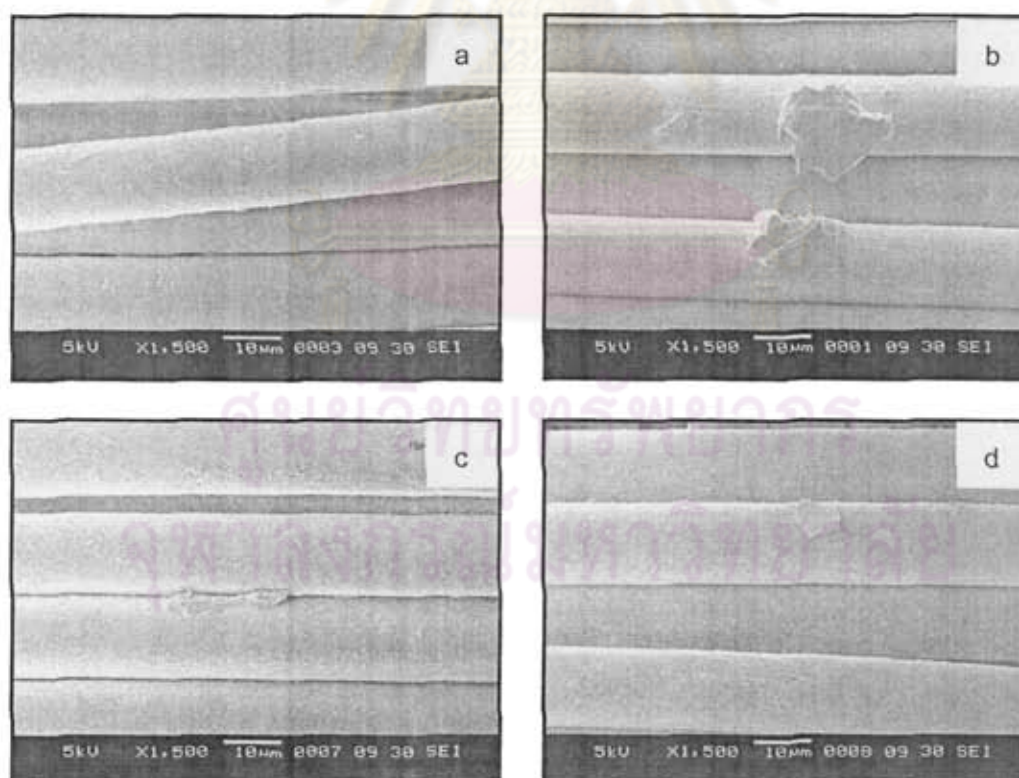 a
b
5kV X1,500 10µm 0003 09 30 SEI
5kV X1,500 10µm 0001 09 30 SEI
ศูนย์วิทยทรัพยากร
c
d
จุฬาลงกรณ์มหาวิทยาลัย
5kV X1,500 10µm 0007 09 30 SEI
5kV X1,500 10µm 0008 09 30 SEI